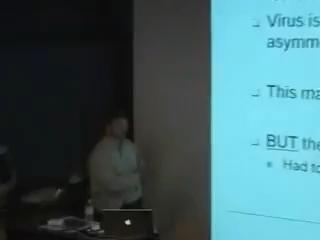 Virus is
asymm
This ma
BUT the
Had to